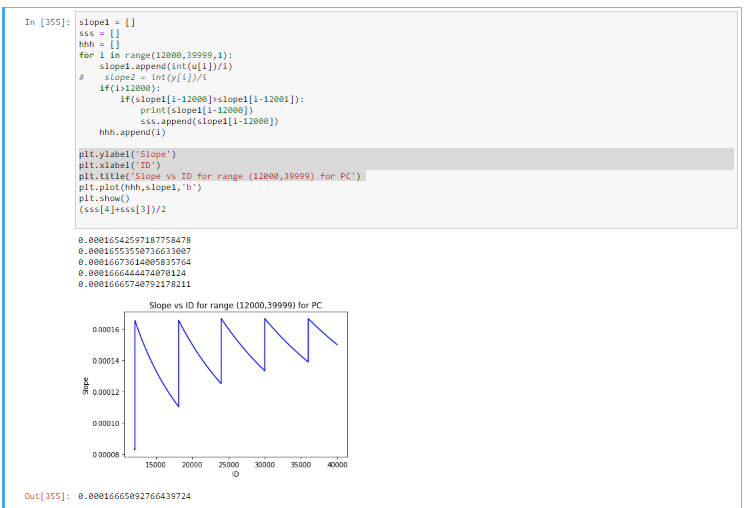 In [355]: slope1 = []
sss = []
hhh = []
for i in range(12000,39999,1):
    slope1.append(int(u[i])/i)
#    slope2 = int(y[i])/i
    if(i>12000):
        if(slope1[i-12000]>slope1[i-12001]):
            print(slope1[i-12000])
            sss.append(slope1[i-12000])
    hhh.append(i)
plt.ylabel('Slope')
plt.xlabel('ID')
plt.title('Slope vs ID for range (12000,39999) for PC')
plt.plot(hhh,slope1,'b')
plt.show()
(sss[4]+sss[3])/2
0.00016542597187758478
0.00016553550736633007
0.00016673614005835764
0.0001666444474070124
0.00016665740792178211
Slope vs ID for range (12000,39999) for PC
0.00016
0.00014
0.00012
0.00010
0.00008
Slope
15000 20000 25000 30000 35000 40000
ID
Out[355]: 0.00016665092766439724